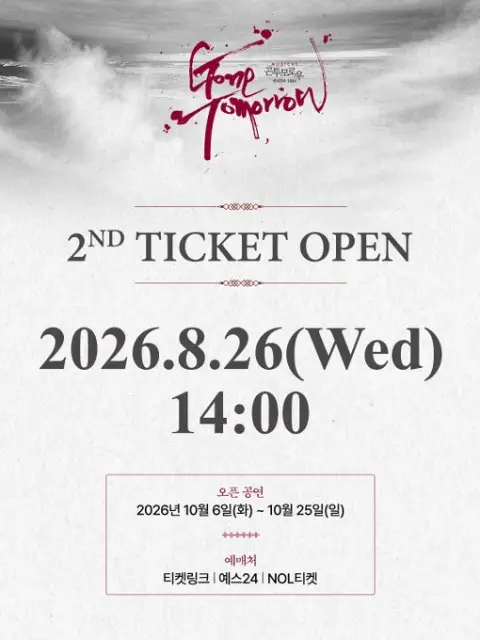 Gone
MUSICAL
곤투모로우
Tomorrow
2ND TICKET OPEN
2026.8.26(Wed)
14:00
오픈 공연
2026년 10월 6일(화) ~ 10월 25일(일)
예매처
티켓링크 | 예스24 | NOL티켓